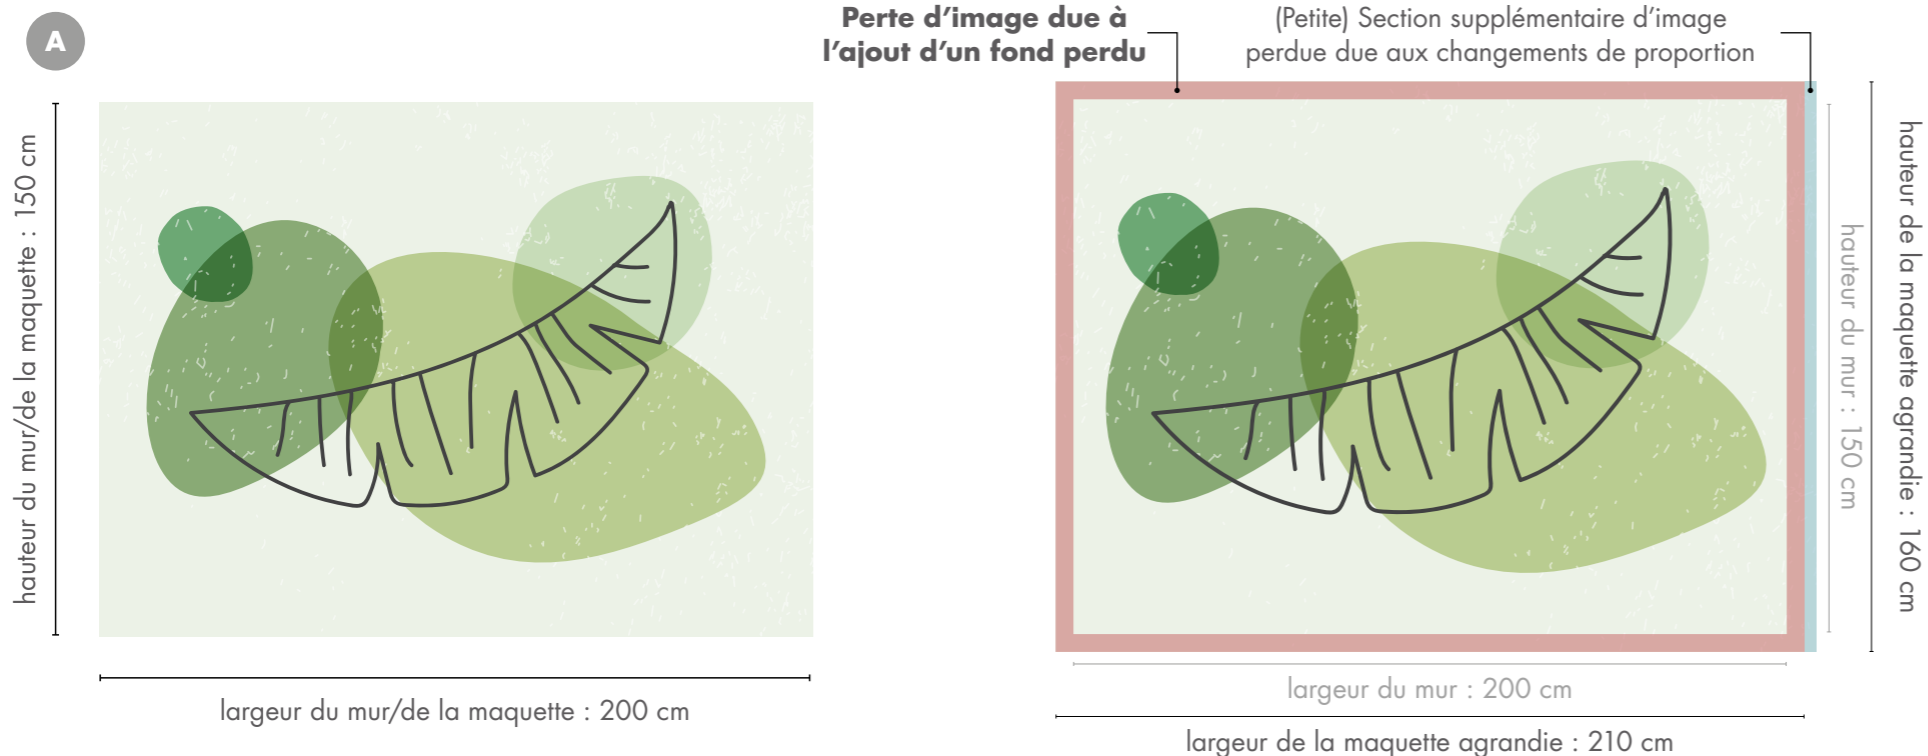 A
Perte d’image due à
l’ajout d’un fond perdu
(Petite) Section supplémentaire d’image
perdue due aux changements de proportion
hauteur du mur/de la maquette : 150 cm
largeur du mur/de la maquette : 200 cm
hauteur du mur : 150 cm
hauteur de la maquette agrandie : 160 cm
largeur du mur : 200 cm
largeur de la maquette agrandie : 210 cm